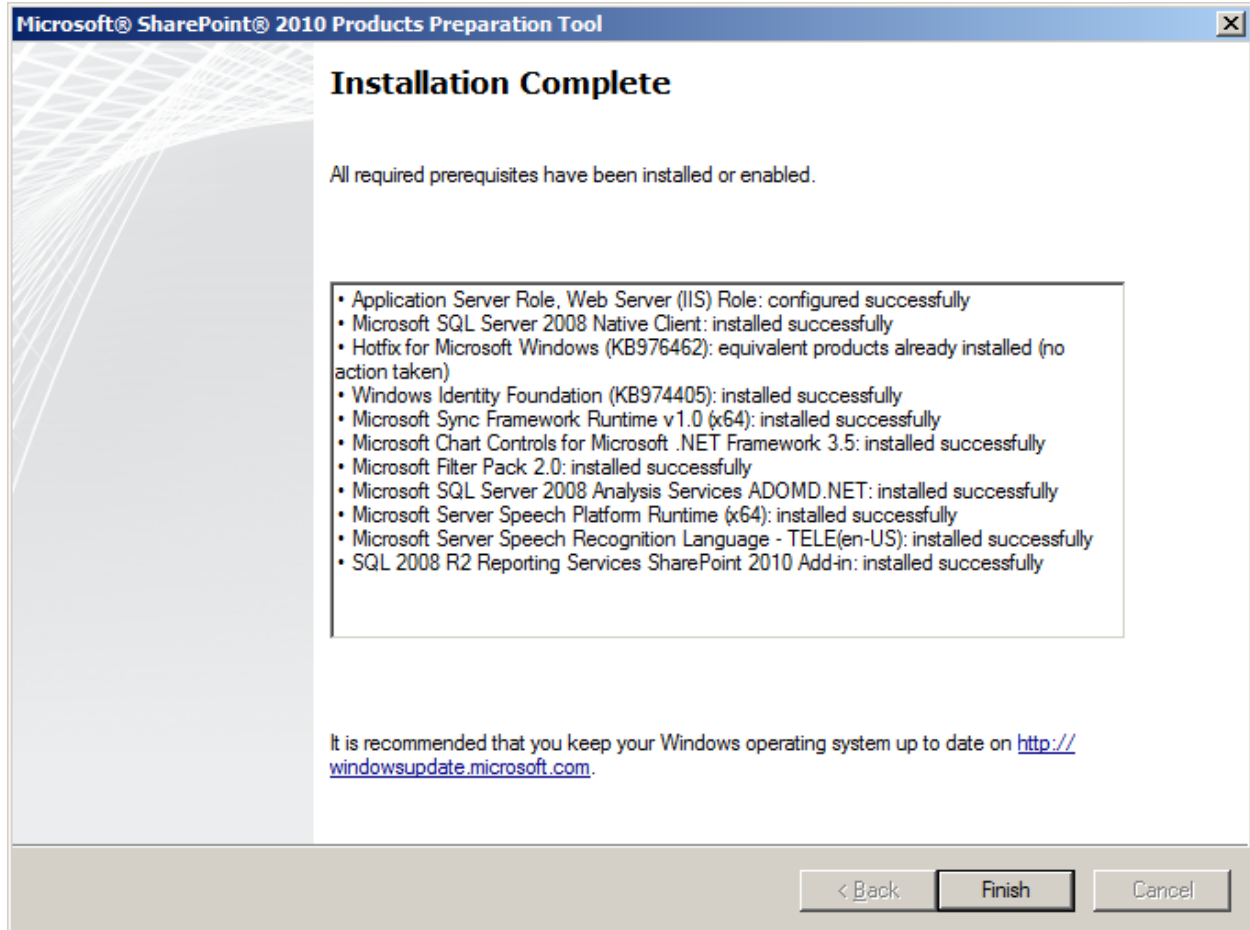 Microsoft® SharePoint® 2010 Products Preparation Tool
Installation Complete
All required prerequisites have been installed or enabled.
• Application Server Role, Web Server (IIS) Role: configured successfully
• Microsoft SQL Server 2008 Native Client: installed successfully
• Hotfix for Microsoft Windows (KB976462): equivalent products already installed (no
action taken)
• Windows Identity Foundation (KB974405): installed successfully
• Microsoft Sync Framework Runtime v1.0 (x64): installed successfully
• Microsoft Chart Controls for Microsoft .NET Framework 3.5: installed successfully
• Microsoft Filter Pack 2.0: installed successfully
• Microsoft SQL Server 2008 Analysis Services ADOMD.NET: installed successfully
• Microsoft Server Speech Platform Runtime (x64): installed successfully
• Microsoft Server Speech Recognition Language - TELE(en-US): installed successfully
• SQL 2008 R2 Reporting Services SharePoint 2010 Add-in: installed successfully
It is recommended that you keep your Windows operating system up to date on http://
windowsupdate.microsoft.com.
< Back Finish Cancel